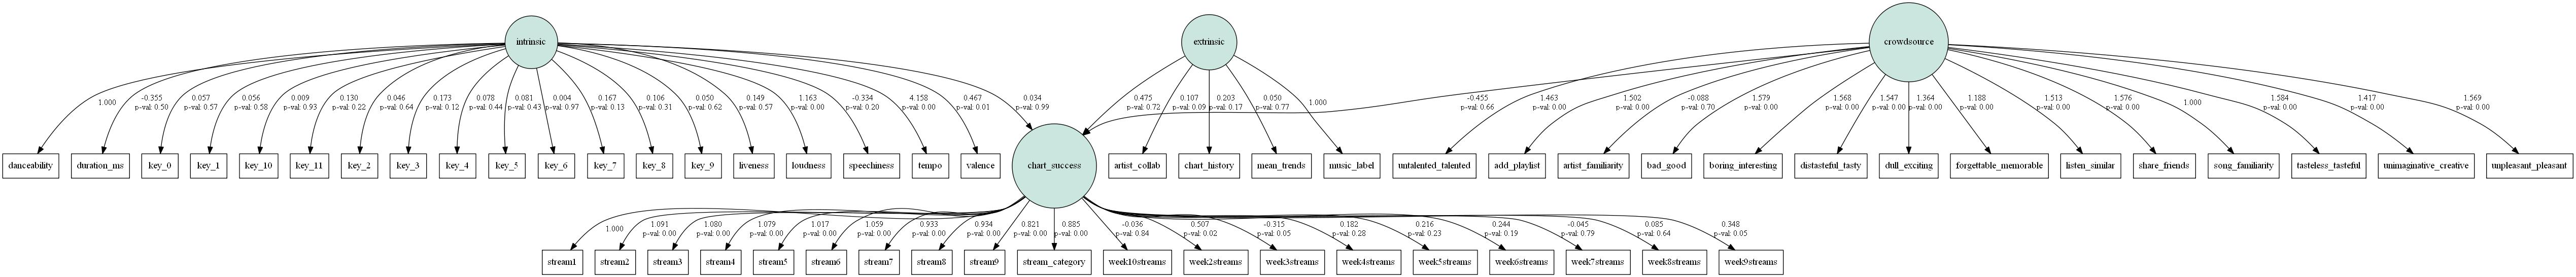 intrinsic
extrinsic
crowdsource
1.000
-0.355
p-val: 0.50
0.057
p-val: 0.57
0.056
p-val: 0.58
0.009
p-val: 0.93
0.130
p-val: 0.22
0.046
p-val: 0.64
0.173
p-val: 0.12
0.078
p-val: 0.44
0.081
p-val: 0.43
0.004
p-val: 0.97
0.167
p-val: 0.13
0.106
p-val: 0.31
0.050
p-val: 0.62
0.149
p-val: 0.57
1.163
p-val: 0.00
-0.334
p-val: 0.20
4.158
p-val: 0.00
0.467
p-val: 0.01
0.034
p-val: 0.99
0.475
p-val: 0.72
0.107
p-val: 0.09
0.203
p-val: 0.17
0.050
p-val: 0.77
1.000
-0.455
p-val: 0.66
1.463
p-val: 0.00
1.502
p-val: 0.00
-0.088
p-val: 0.70
1.579
p-val: 0.00
1.568
p-val: 0.00
1.547
p-val: 0.00
1.364
p-val: 0.00
1.188
p-val: 0.00
1.513
p-val: 0.00
1.576
p-val: 0.00
1.000
1.584
p-val: 0.00
1.417
p-val: 0.00
1.569
p-val: 0.00
danceability
duration_ms
key_0
key_1
key_10
key_11
key_2
key_3
key_4
key_5
key_6
key_7
key_8
key_9
liveness
loudness
speechiness
tempo
valence
chart_success
artist_collab
chart_history
mean_trends
music_label
untalented_talented
add_playlist
artist_familiarity
bad_good
boring_interesting
distasteful_tasty
dull_exciting
forgettable_memorable
listen_similar
share_friends
song_familiarity
tasteless_tasteful
unimaginative_creative
unpleasant_pleasant
1.000
1.091
p-val: 0.00
1.080
p-val: 0.00
1.079
p-val: 0.00
1.017
p-val: 0.00
1.059
p-val: 0.00
0.933
p-val: 0.00
0.934
p-val: 0.00
0.821
p-val: 0.00
0.885
p-val: 0.00
-0.036
p-val: 0.84
0.507
p-val: 0.02
-0.315
p-val: 0.05
0.182
p-val: 0.28
0.216
p-val: 0.23
0.244
p-val: 0.19
-0.045
p-val: 0.79
0.085
p-val: 0.64
0.348
p-val: 0.05
stream1
stream2
stream3
stream4
stream5
stream6
stream7
stream8
stream9
stream_category
week10streams
week2streams
week3streams
week4streams
week5streams
week6streams
week7streams
week8streams
week9streams